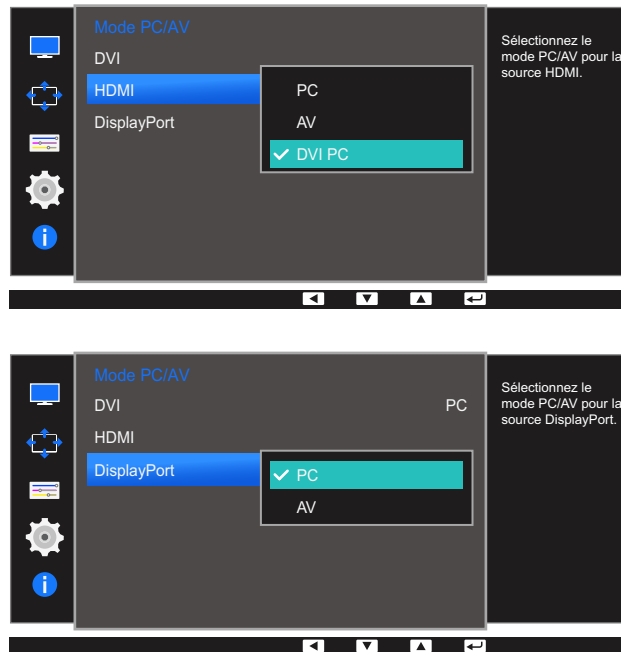 Mode PC/AV
DVI
HDMI
DisplayPort
PC
AV
DVI PC
Sélectionnez le
mode PC/AV pour la
source HDMI.
Mode PC/AV
DVI PC
HDMI
DisplayPort
PC
AV
Sélectionnez le
mode PC/AV pour la
source DisplayPort.